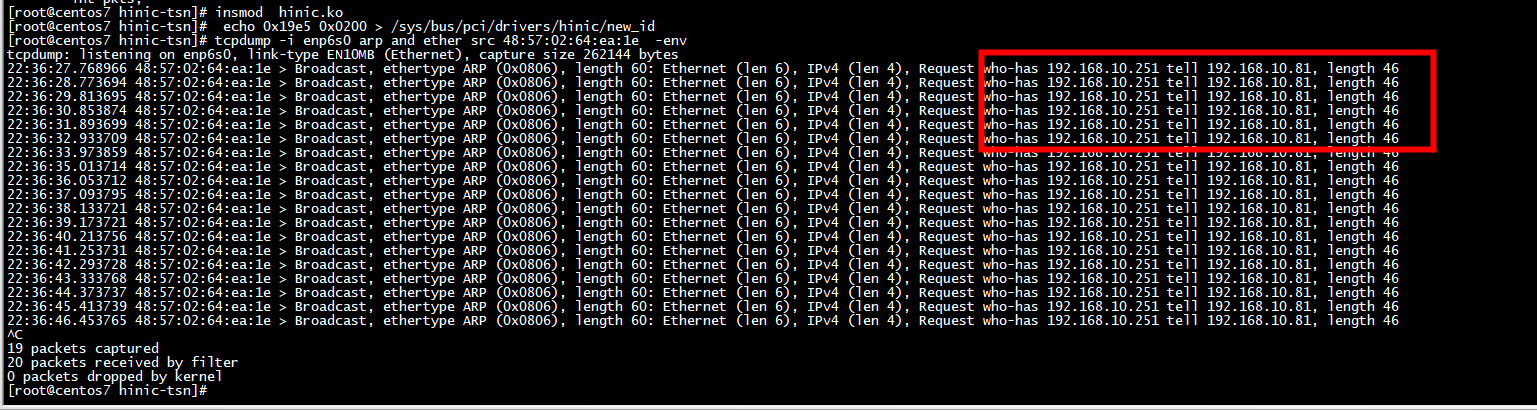 int pkts;
[root@centos7 hinic-tsn]# insmod  hinic.ko
[root@centos7 hinic-tsn]#  echo 0x19e5 0x0200 > /sys/bus/pci/drivers/hinic/new_id
[root@centos7 hinic-tsn]# tcpdump -i enp6s0 arp and ether src 48:57:02:64:ea:1e  -env
tcpdump: listening on enp6s0, link-type EN10MB (Ethernet), capture size 262144 bytes
22:36:27.768966 48:57:02:64:ea:1e > Broadcast, ethertype ARP (0x0806), length 60: Ethernet (len 6), IPv4 (len 4), Request who-has 192.168.10.251 tell 192.168.10.81, length 46
22:36:28.773694 48:57:02:64:ea:1e > Broadcast, ethertype ARP (0x0806), length 60: Ethernet (len 6), IPv4 (len 4), Request who-has 192.168.10.251 tell 192.168.10.81, length 46
22:36:29.813695 48:57:02:64:ea:1e > Broadcast, ethertype ARP (0x0806), length 60: Ethernet (len 6), IPv4 (len 4), Request who-has 192.168.10.251 tell 192.168.10.81, length 46
22:36:30.853874 48:57:02:64:ea:1e > Broadcast, ethertype ARP (0x0806), length 60: Ethernet (len 6), IPv4 (len 4), Request who-has 192.168.10.251 tell 192.168.10.81, length 46
22:36:31.893699 48:57:02:64:ea:1e > Broadcast, ethertype ARP (0x0806), length 60: Ethernet (len 6), IPv4 (len 4), Request who-has 192.168.10.251 tell 192.168.10.81, length 46
22:36:32.933709 48:57:02:64:ea:1e > Broadcast, ethertype ARP (0x0806), length 60: Ethernet (len 6), IPv4 (len 4), Request who-has 192.168.10.251 tell 192.168.10.81, length 46
22:36:33.973859 48:57:02:64:ea:1e > Broadcast, ethertype ARP (0x0806), length 60: Ethernet (len 6), IPv4 (len 4), Request who-has 192.168.10.251 tell 192.168.10.81, length 46
22:36:35.013714 48:57:02:64:ea:1e > Broadcast, ethertype ARP (0x0806), length 60: Ethernet (len 6), IPv4 (len 4), Request who-has 192.168.10.251 tell 192.168.10.81, length 46
22:36:36.053712 48:57:02:64:ea:1e > Broadcast, ethertype ARP (0x0806), length 60: Ethernet (len 6), IPv4 (len 4), Request who-has 192.168.10.251 tell 192.168.10.81, length 46
22:36:37.093795 48:57:02:64:ea:1e > Broadcast, ethertype ARP (0x0806), length 60: Ethernet (len 6), IPv4 (len 4), Request who-has 192.168.10.251 tell 192.168.10.81, length 46
22:36:38.133721 48:57:02:64:ea:1e > Broadcast, ethertype ARP (0x0806), length 60: Ethernet (len 6), IPv4 (len 4), Request who-has 192.168.10.251 tell 192.168.10.81, length 46
22:36:39.173721 48:57:02:64:ea:1e > Broadcast, ethertype ARP (0x0806), length 60: Ethernet (len 6), IPv4 (len 4), Request who-has 192.168.10.251 tell 192.168.10.81, length 46
22:36:40.213756 48:57:02:64:ea:1e > Broadcast, ethertype ARP (0x0806), length 60: Ethernet (len 6), IPv4 (len 4), Request who-has 192.168.10.251 tell 192.168.10.81, length 46
22:36:41.253731 48:57:02:64:ea:1e > Broadcast, ethertype ARP (0x0806), length 60: Ethernet (len 6), IPv4 (len 4), Request who-has 192.168.10.251 tell 192.168.10.81, length 46
22:36:42.293728 48:57:02:64:ea:1e > Broadcast, ethertype ARP (0x0806), length 60: Ethernet (len 6), IPv4 (len 4), Request who-has 192.168.10.251 tell 192.168.10.81, length 46
22:36:43.333768 48:57:02:64:ea:1e > Broadcast, ethertype ARP (0x0806), length 60: Ethernet (len 6), IPv4 (len 4), Request who-has 192.168.10.251 tell 192.168.10.81, length 46
22:36:44.373737 48:57:02:64:ea:1e > Broadcast, ethertype ARP (0x0806), length 60: Ethernet (len 6), IPv4 (len 4), Request who-has 192.168.10.251 tell 192.168.10.81, length 46
22:36:45.413739 48:57:02:64:ea:1e > Broadcast, ethertype ARP (0x0806), length 60: Ethernet (len 6), IPv4 (len 4), Request who-has 192.168.10.251 tell 192.168.10.81, length 46
22:36:46.453765 48:57:02:64:ea:1e > Broadcast, ethertype ARP (0x0806), length 60: Ethernet (len 6), IPv4 (len 4), Request who-has 192.168.10.251 tell 192.168.10.81, length 46
^C
19 packets captured
20 packets received by filter
0 packets dropped by kernel
[root@centos7 hinic-tsn]#